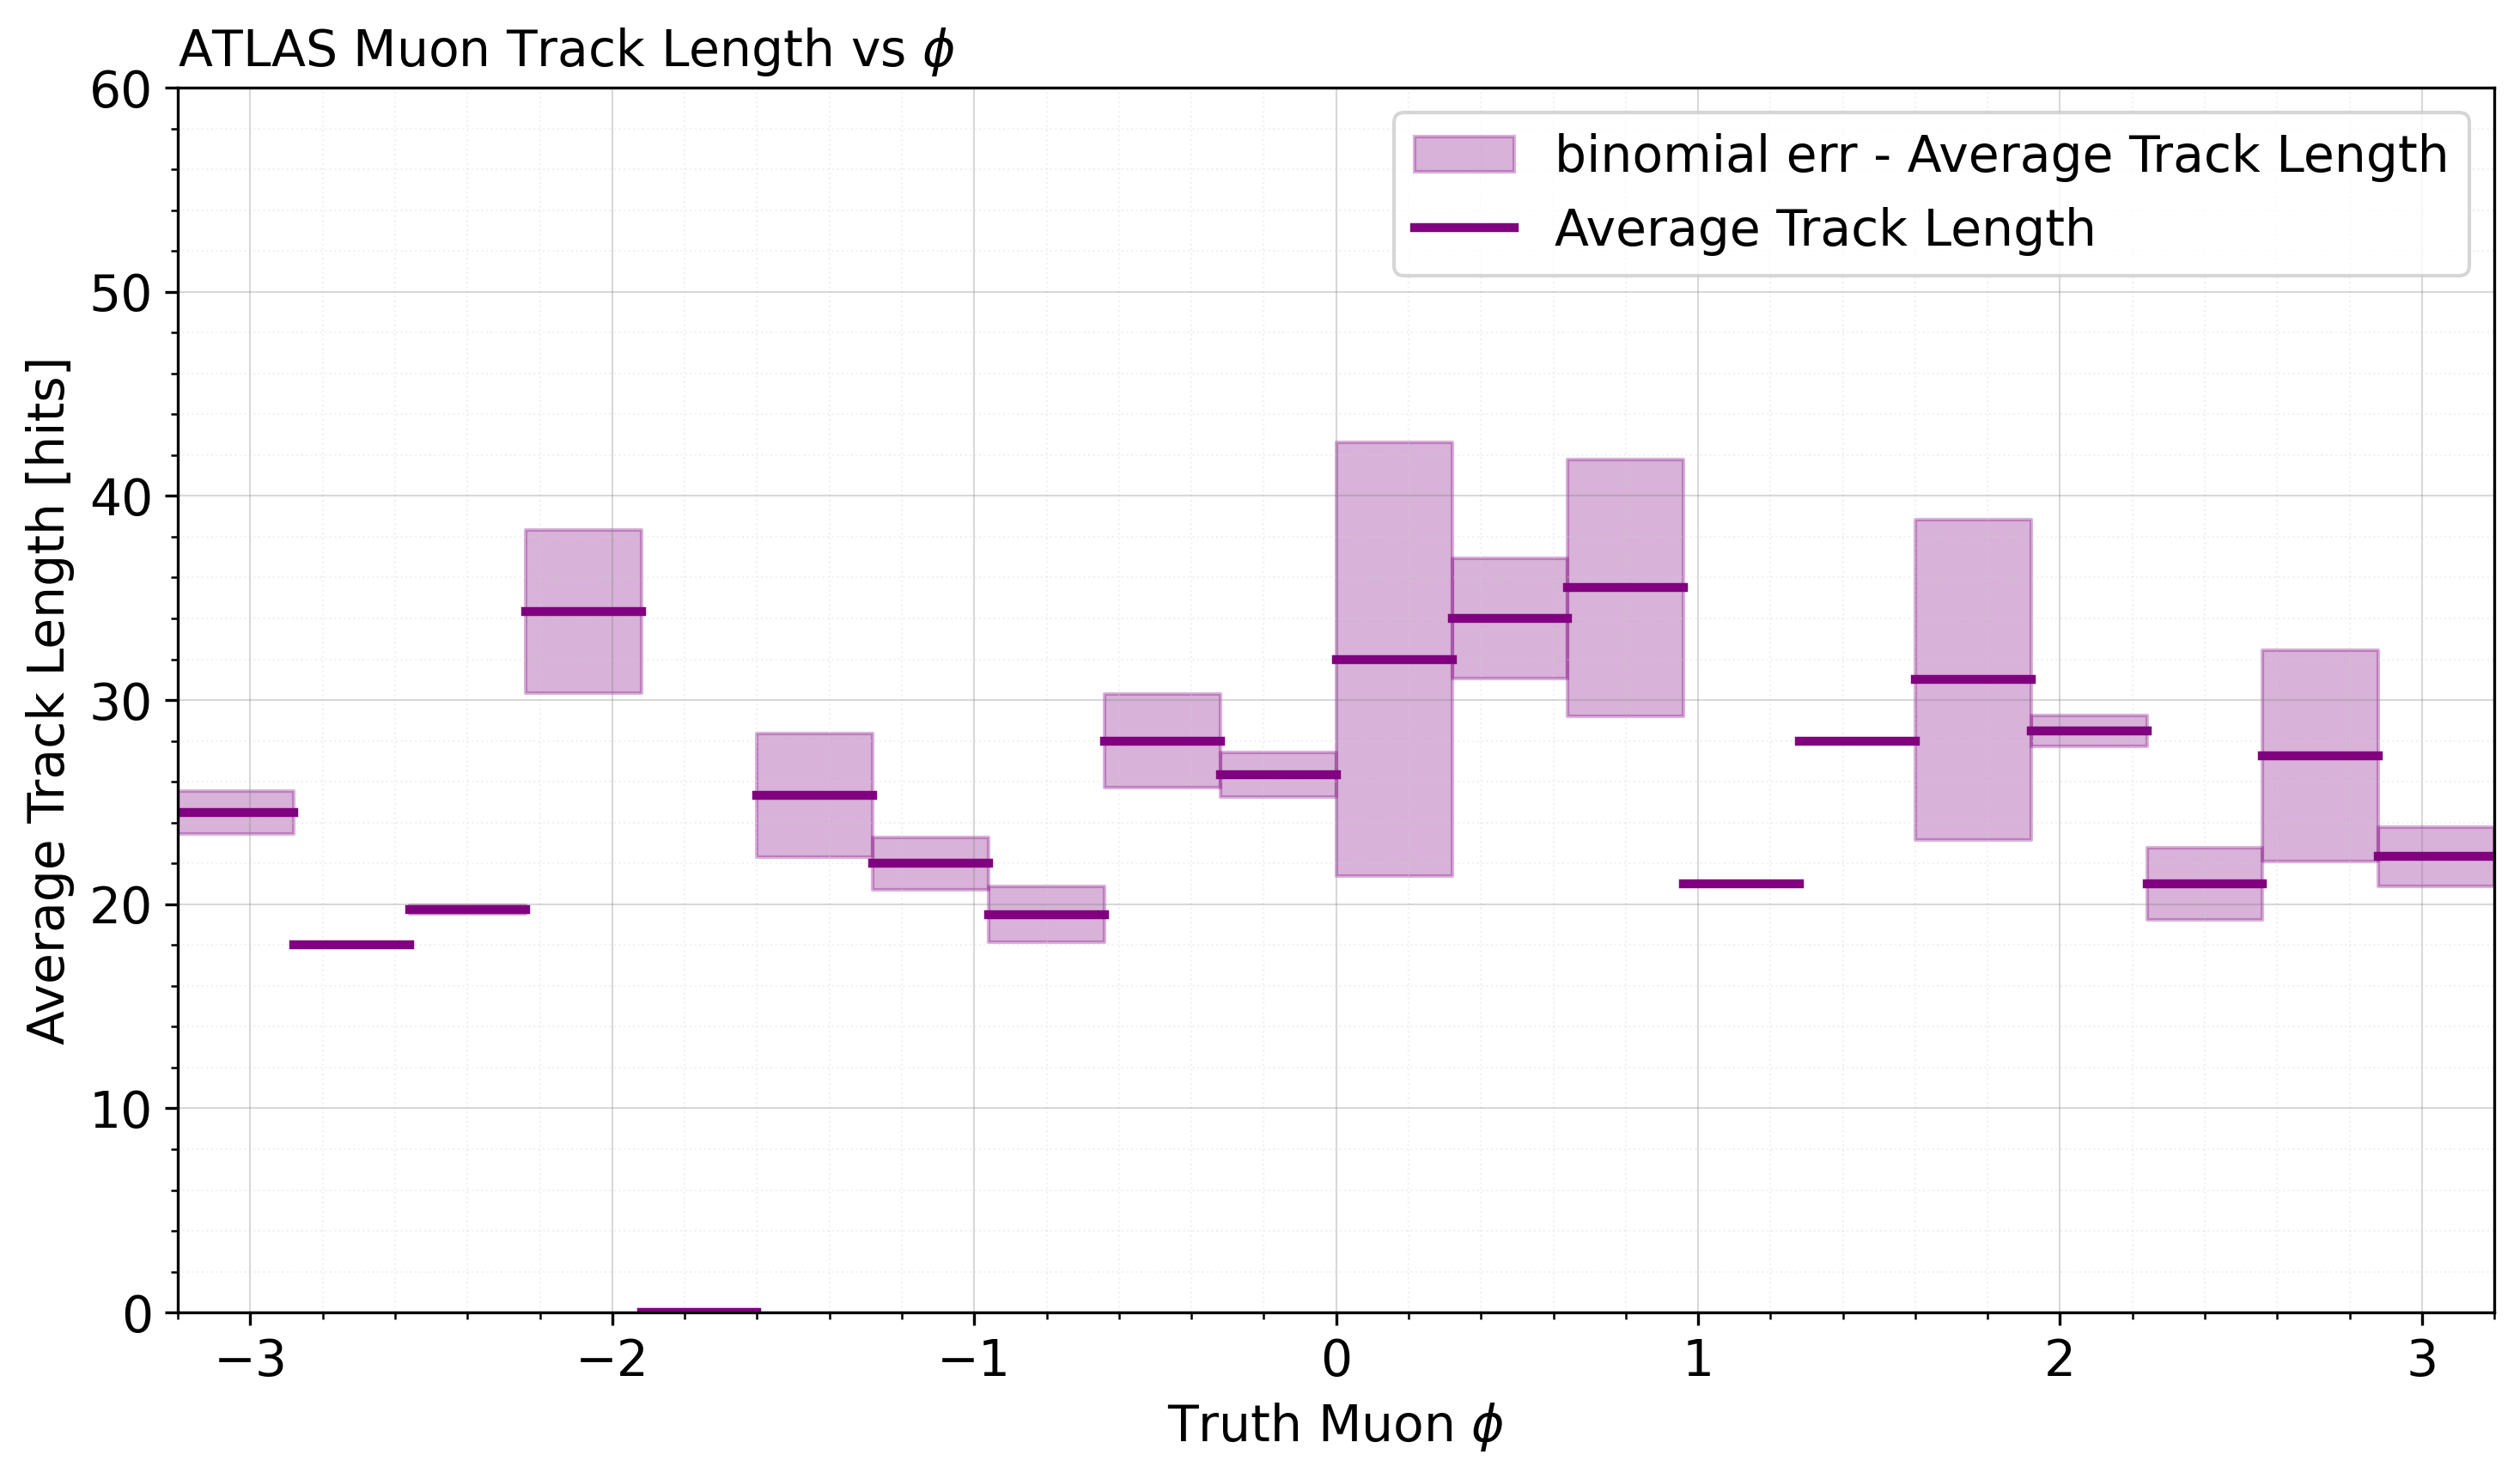 ATLAS Muon Track Length vs ϕ
60
50
40
30
20
10
0
Average Track Length [hits]
binomial err - Average Track Length
Average Track Length
−3 −2 −1 0 1 2 3
Truth Muon ϕ